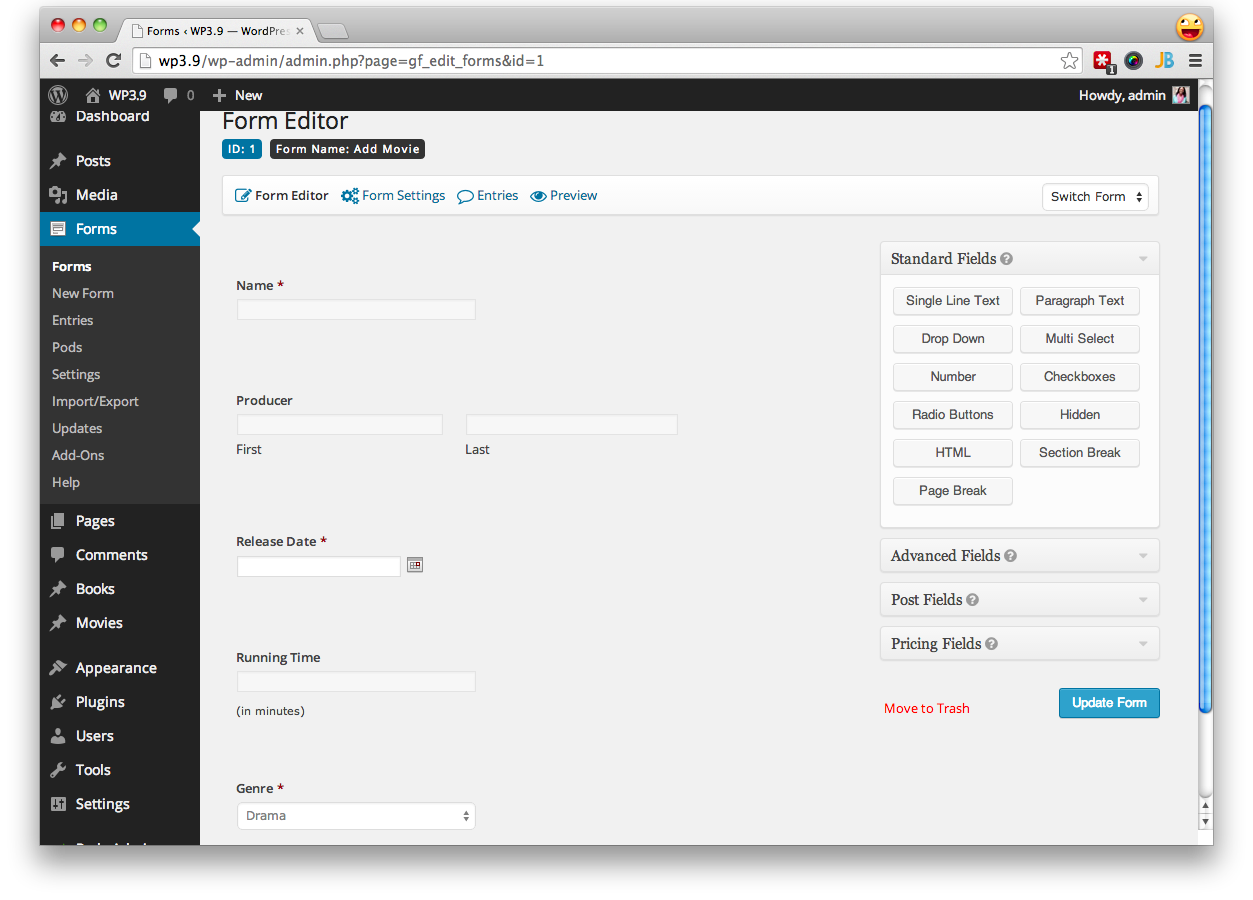 Forms ‹ WP3.9 — WordPres
wp3.9/wp-admin/admin.php?page=gf_edit_forms&id=1
1
JB
WP3.9 0 New Howdy, admin
Dashboard
Posts
Media
Forms
Forms
New Form
Entries
Pods
Settings
Import/Export
Updates
Add-Ons
Help
Pages
Comments
Books
Movies
Appearance
Plugins
Users
Tools
Settings
Form Editor
ID: 1 Form Name: Add Movie
Form Editor Form Settings Entries Preview Switch Form
Name *
Producer
First Last
Release Date *
Running Time
(in minutes)
Genre *
Drama
Standard Fields ?
Single Line Text Paragraph Text
Drop Down Multi Select
Number Checkboxes
Radio Buttons Hidden
HTML Section Break
Page Break
Advanced Fields ?
Post Fields ?
Pricing Fields ?
Move to Trash Update Form